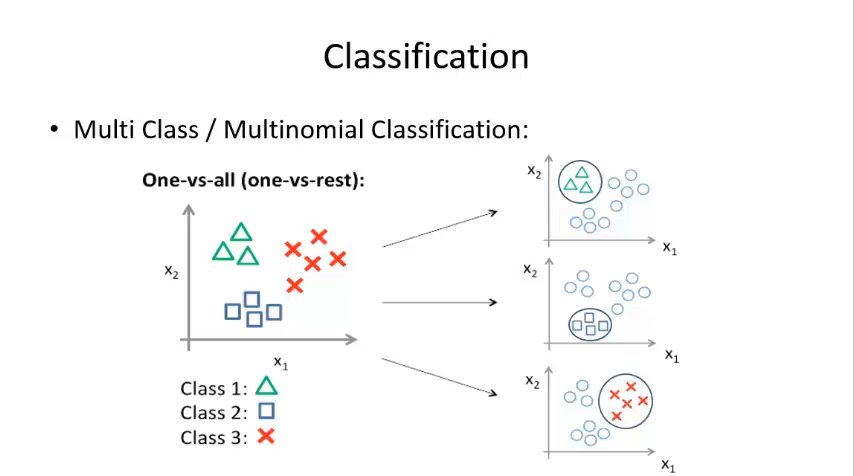 Classification
• Multi Class / Multinomial Classification:
One-vs-all (one-vs-rest):
x2
x1
Class 1:
Class 2:
Class 3:
x2
x1
x2
x1
x2
x1